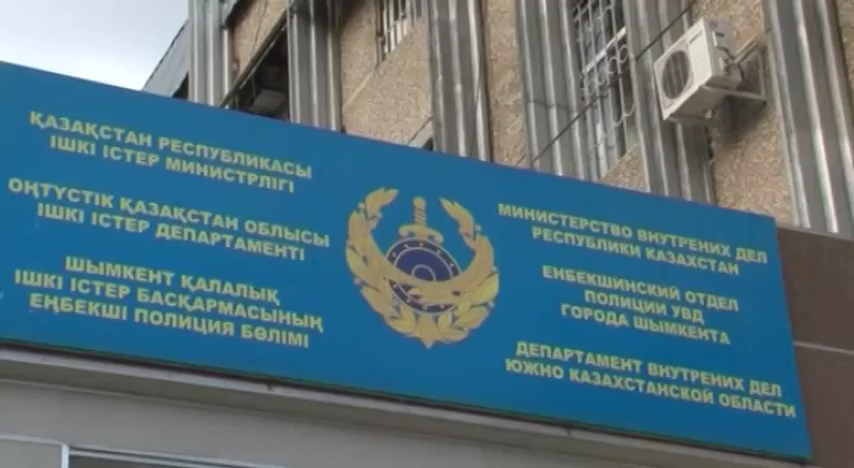 ҚАЗАҚСТАН РЕСПУБЛИКАСЫ
ІШКІ ІСТЕР МИНИСТРЛІГІ
ОҢТҮСТІК ҚАЗАҚСТАН ОБЛЫСЫ
ІШКІ ІСТЕР ДЕПАРТАМЕНТІ
ШЫМКЕНТ ҚАЛАЛЫҚ
ІШКІ ІСТЕР БАСҚАРМАСЫНЫҢ
ЕҢБЕКШІ ПОЛИЦИЯ БӨЛІМІ
МИНИСТЕРСТВО ВНУТРЕНИХ ДЕЛ
РЕСПУБЛИКИ КАЗАХСТАН
ЕНБЕКШИНСКИЙ ОТДЕЛ
ПОЛИЦИИ УВД
ГОРОДА ШЫМКЕНТА
ДЕПАРТАМЕНТ ВНУТРЕНИХ ДЕЛ
ЮЖНО КАЗАХСТАНСКОЙ ОБЛАСТИ